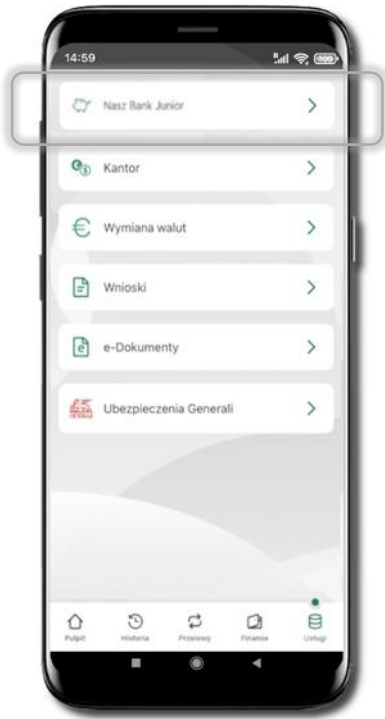 14:59
Nasz Bank Junior
Kantor
Wymiana walut
Wnioski
e-Dokumenty
Ubezpieczenia Generali
Pulpit
Historia
Przelewy
Finanse
Usługi